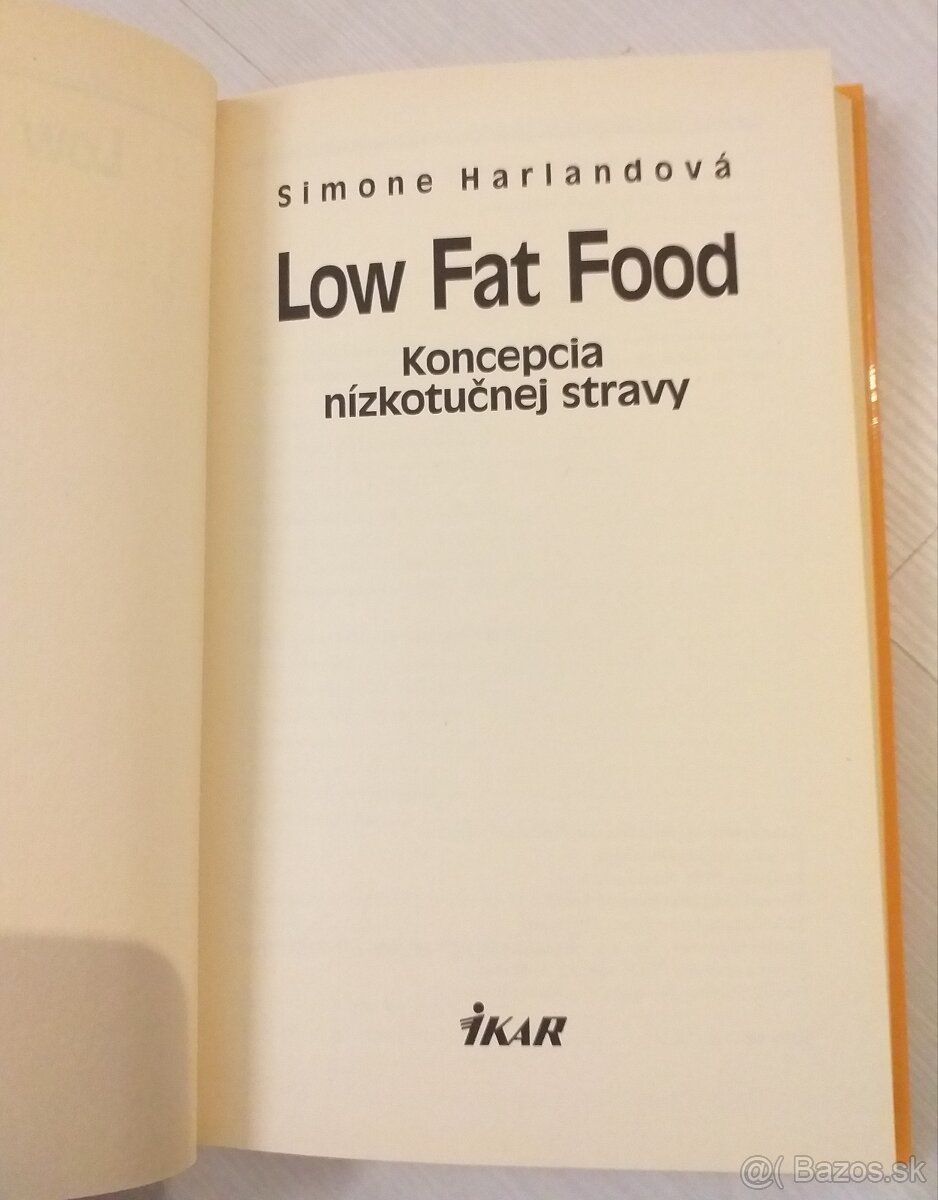 Simone Harlandová
Low Fat Food
Koncepcia
nízkotučnej stravy
iKAR
@( Bazos.sk